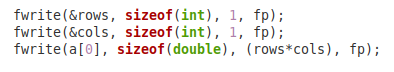 fwrite(&rows, sizeof(int), 1, fp);
fwrite(&cols, sizeof(int), 1, fp);
fwrite(a[0], sizeof(double), (rows*cols), fp);